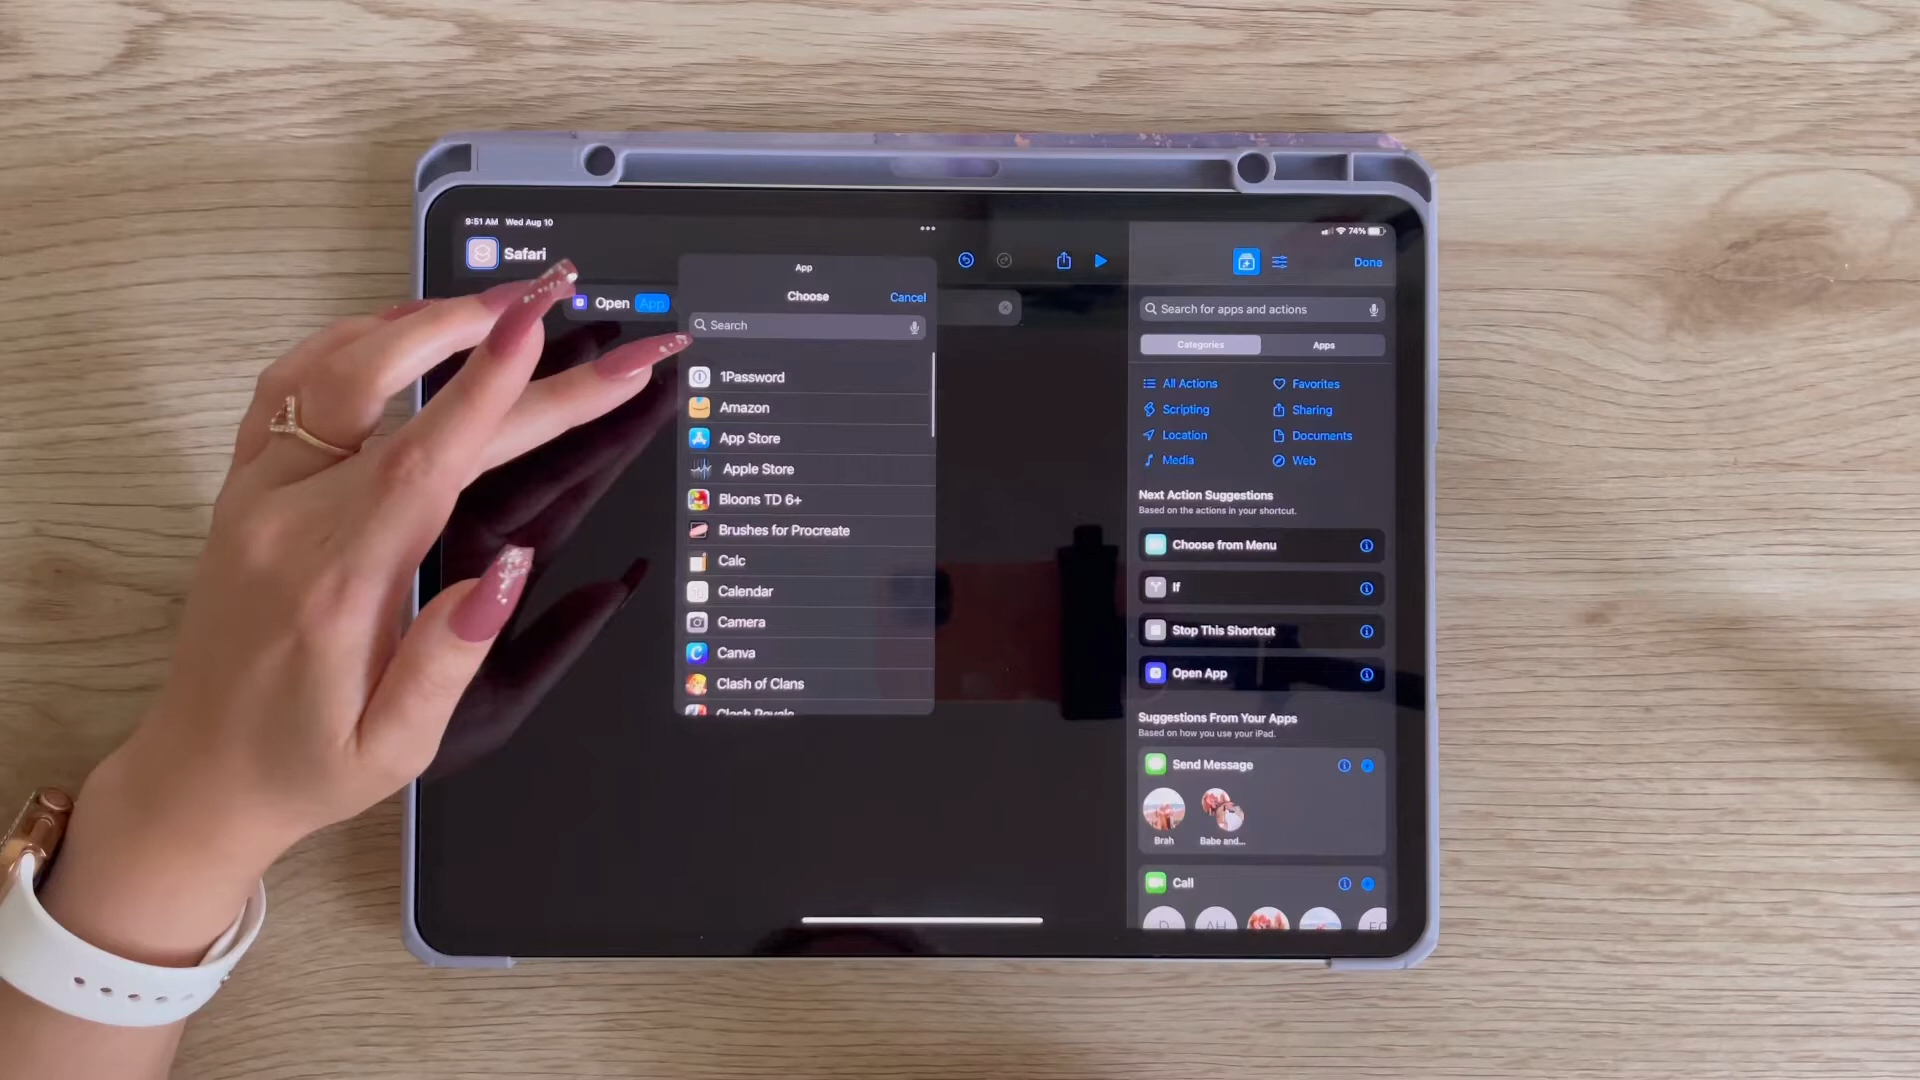 9:51 AM Wed Aug 10
74%
Safari
Open App
App
Choose
Cancel
Search
1Password
Amazon
App Store
Apple Store
Bloons TD 6+
Brushes for Procreate
Calc
Calendar
Camera
Canva
Clash of Clans
Clash Royale
Done
Search for apps and actions
Categories
Apps
All Actions
Favorites
Scripting
Sharing
Location
Documents
Media
Web
Next Action Suggestions
Based on the actions in your shortcut.
Choose from Menu
If
Stop This Shortcut
Open App
Suggestions From Your Apps
Based on how you use your iPad.
Send Message
Brah
Babe and...
Call
D
AH